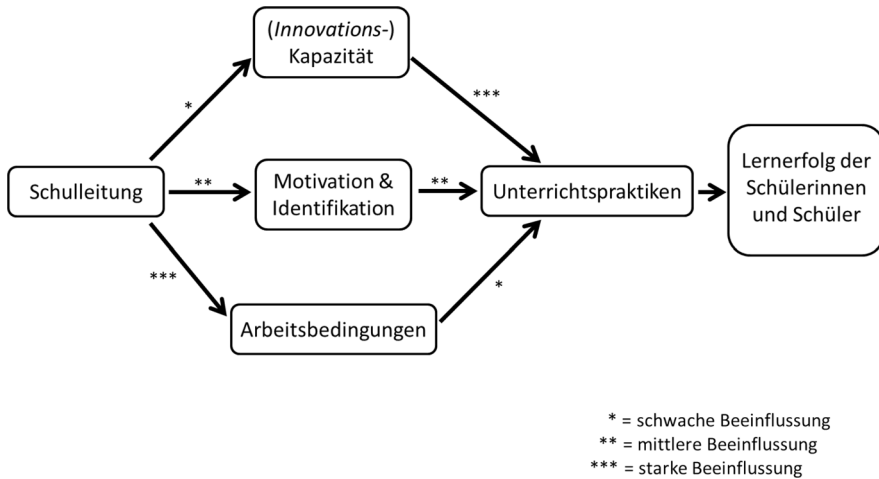 (Innovations-)
Kapazität
*
***
Schulleitung
**
Motivation &
Identifikation
**
Unterrichtspraktiken
Lernerfolg der
Schülerinnen
und Schüler
***
Arbeitsbedingungen
*
* = schwache Beeinflussung
** = mittlere Beeinflussung
*** = starke Beeinflussung